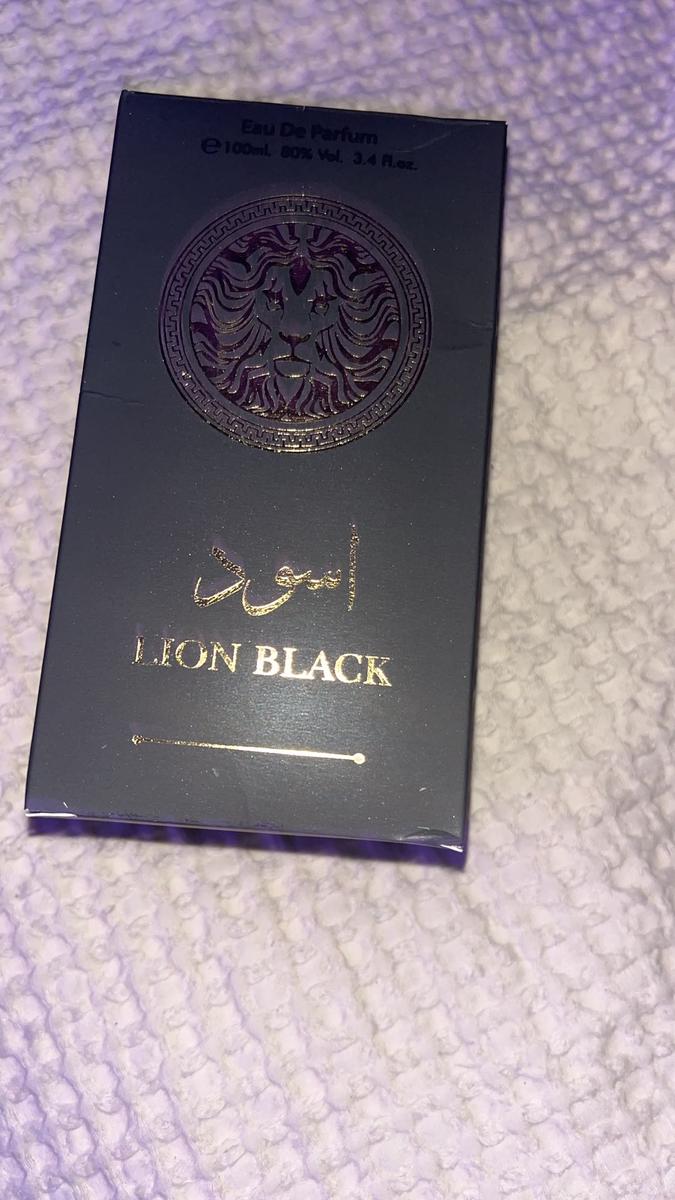 Eau De Parfum
℮100ml. 80% Vol. 3.4 fl.oz.
اسود
LION BLACK